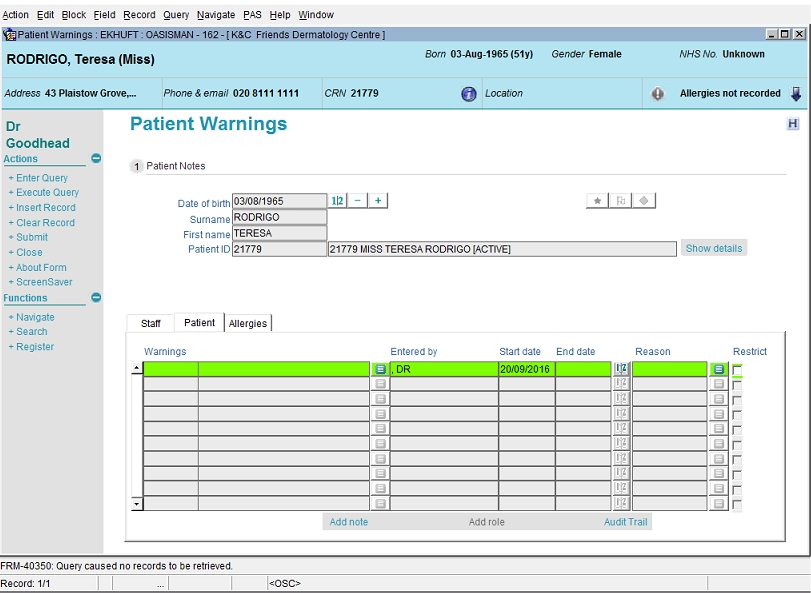 Action Edit Block Field Record Query Navigate PAS Help Window
Patient Warnings : EKHUFT : OASISMAN - 162 - [ K&C Friends Dermatology Centre ]
RODRIGO, Teresa (Miss)
Born 03-Aug-1965 (51y) Gender Female NHS No. Unknown
Address 43 Plaistow Grove,... Phone & email 020 8111 1111 CRN 21779 i Location ! Allergies not recorded
Dr Goodhead
Actions
+ Enter Query
+ Execute Query
+ Insert Record
+ Clear Record
+ Submit
+ Close
+ About Form
+ ScreenSaver
Functions
+ Navigate
+ Search
+ Register
Patient Warnings
H
1 Patient Notes
Date of birth 03/08/1965 12 - +
Surname RODRIGO
First name TERESA
Patient ID 21779 21779 MISS TERESA RODRIGO [ACTIVE] Show details
Staff Patient Allergies
Warnings Entered by Start date End date Reason Restrict
, DR 20/09/2016 12
Add note Add role Audit Trail
FRM-40350: Query caused no records to be retrieved.
Record: 1/1 ... <OSC>